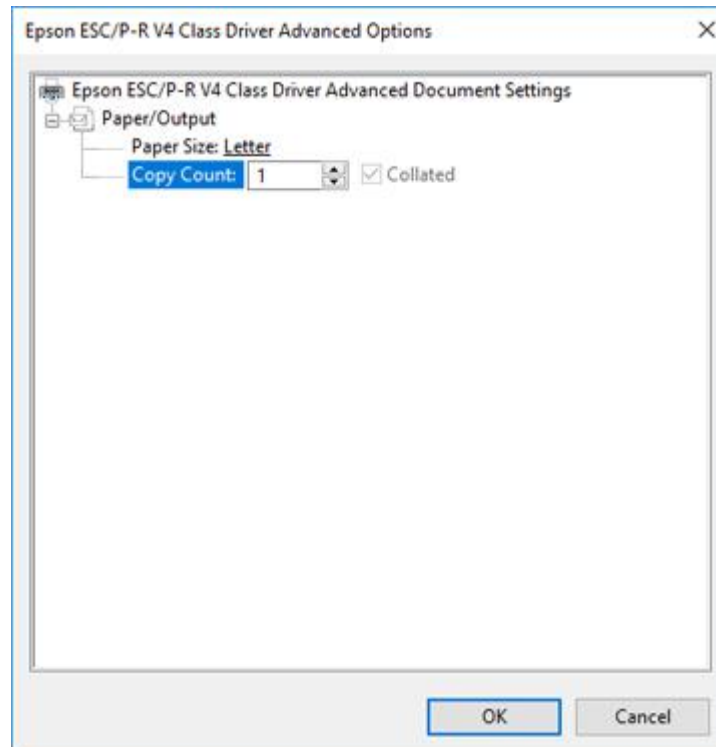 Epson ESC/P-R V4 Class Driver Advanced Options
Epson ESC/P-R V4 Class Driver Advanced Document Settings
Paper/Output
Paper Size: Letter
Copy Count: 1 Collated
OK Cancel